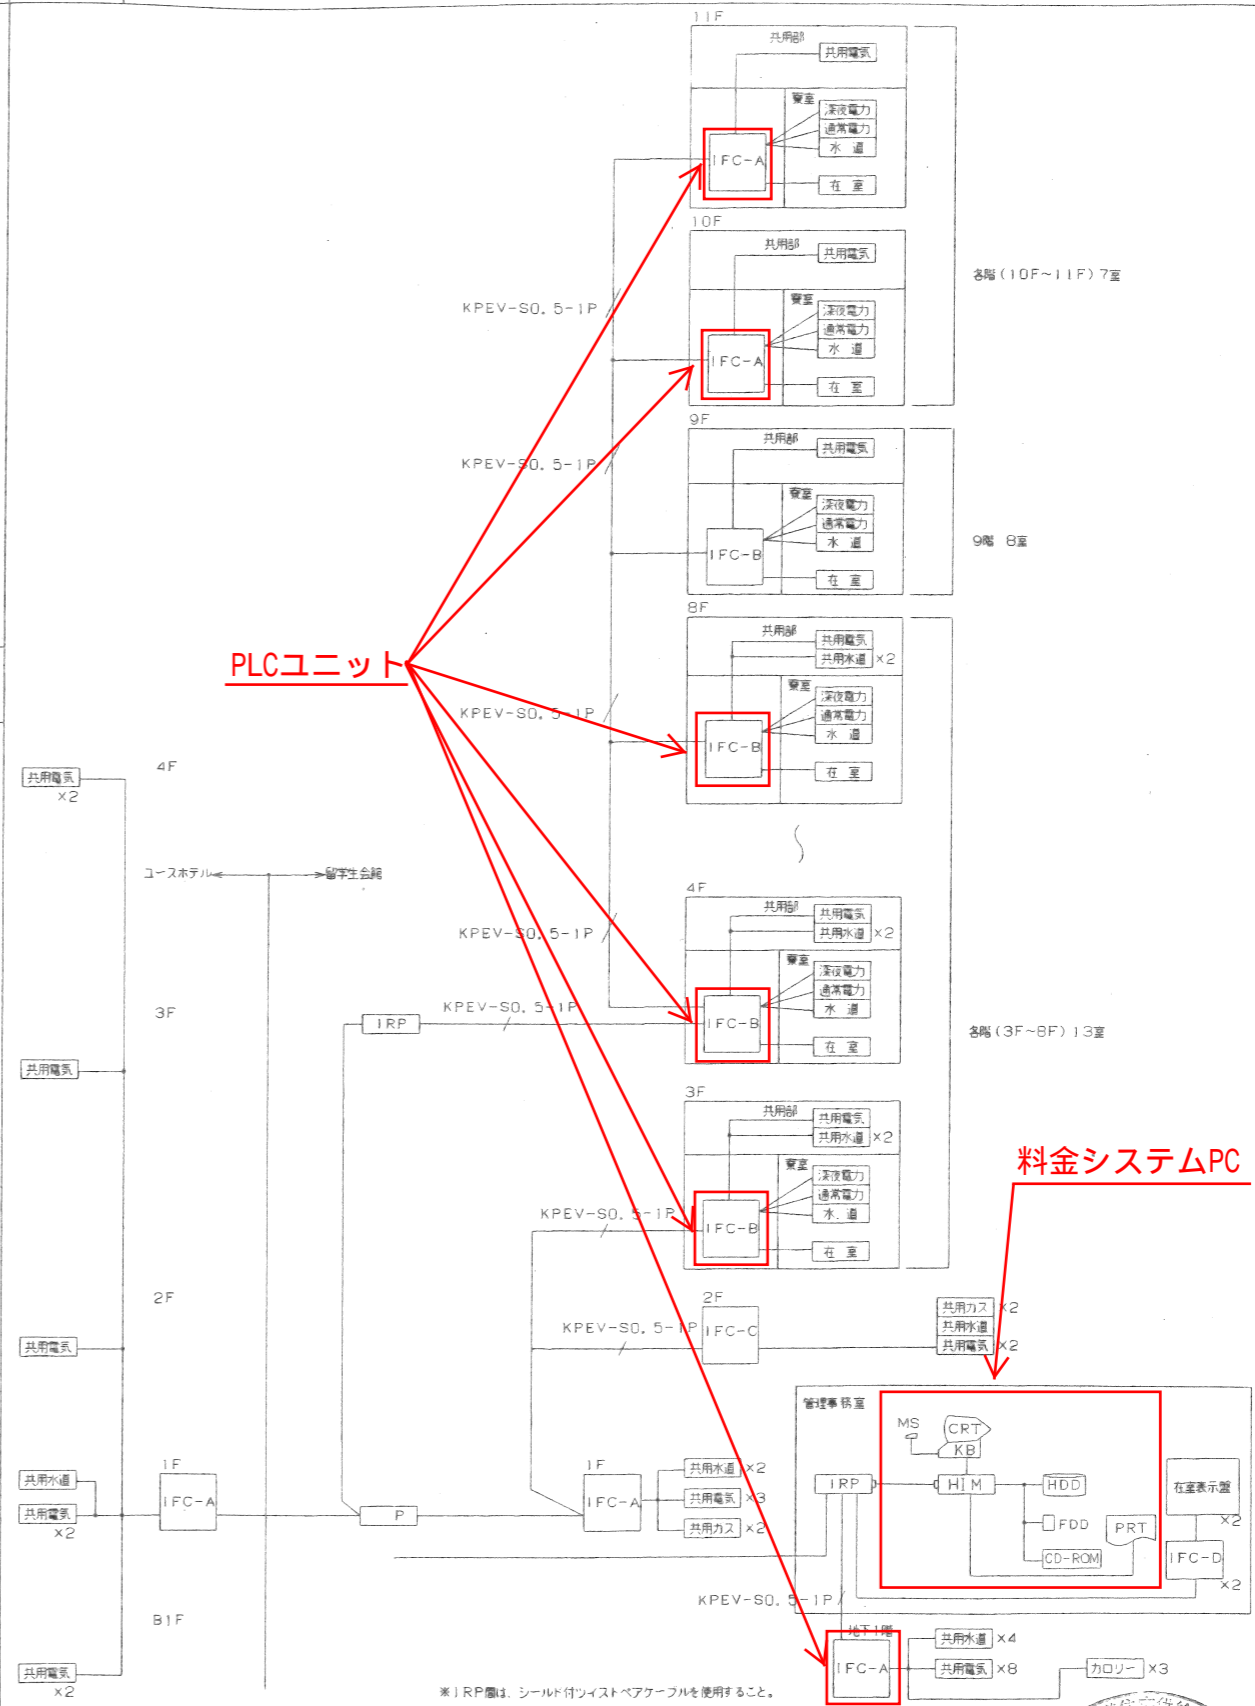 11F
共用部
共用電気
寮室
深夜電力
通常電力
水 道
IFC-A
在 室
10F
共用部
共用電気
各階(10F~11F)7室
KPEV-S0.5-1P
寮室
深夜電力
通常電力
水 道
IFC-A
在 室
9F
共用部
共用電気
KPEV-S0.5-1P
寮室
深夜電力
通常電力
水 道
IFC-B
9階 8室
在 室
8F
共用部
共用電気
共用水道 ×2
PLCユニット
寮室
深夜電力
通常電力
水 道
KPEV-S0.5-1P
IFC-B
在 室
4F
共用電気
×2
ユースホテル
留学生会館
4F
共用部
共用電気
共用水道 ×2
KPEV-S0.5-1P
寮室
深夜電力
通常電力
水 道
3F
KPEV-S0.5-1P
IRP
IFC-B
在 室
各階(3F~8F)13室
共用電気
3F
共用部
共用電気
共用水道 ×2
料金システムPC
寮室
深夜電力
通常電力
水 道
KPEV-S0.5-1P
IFC-B
在 室
2F
2F
KPEV-S0.5-1P
IFC-C
共用ガス ×2
共用水道
共用電気 ×2
共用電気
管理事務室
MS
CRT
KB
IRP
HIM
HDD
FDD
PRT
CD-ROM
在室表示盤
×2
IFC-D
×2
1F
共用水道
共用電気
×2
IFC-A
P
1F
IFC-A
共用水道 ×2
共用電気 ×3
共用ガス ×2
KPEV-S0.5-1P
B1F
地下1階
IFC-A
共用水道 ×4
共用電気 ×8
カロリー ×3
共用電気
×2
※IRP間は、シールド付ツイストペアケーブルを使用すること。